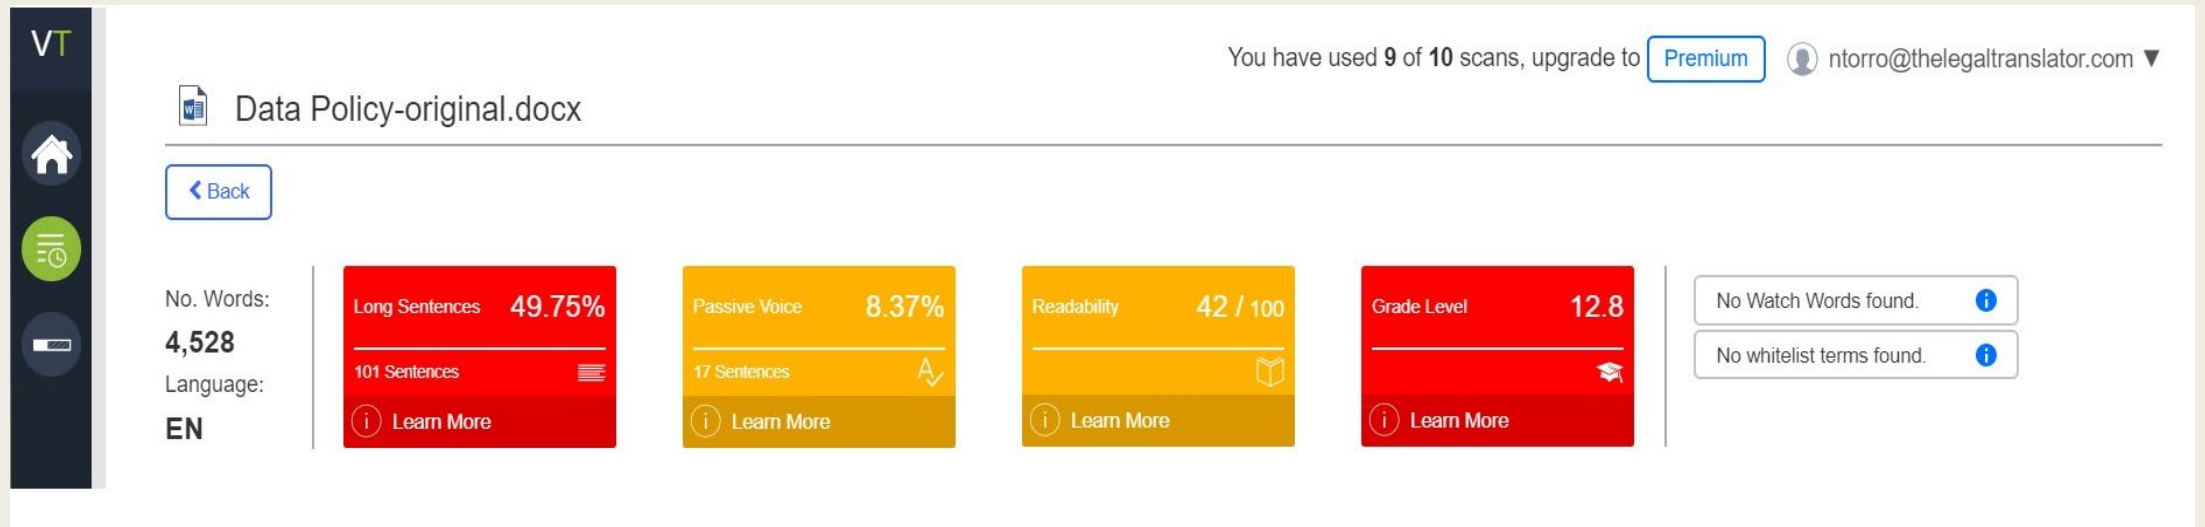 VT
You have used 9 of 10 scans, upgrade to Premium ntorro@thelegaltranslator.com ▼
Data Policy-original.docx
Back
No. Words:
4,528
Language:
EN
Long Sentences 49.75%
101 Sentences
i Learn More
Passive Voice 8.37%
17 Sentences
i Learn More
Readability 42 / 100
i Learn More
Grade Level 12.8
i Learn More
No Watch Words found. i
No whitelist terms found. i